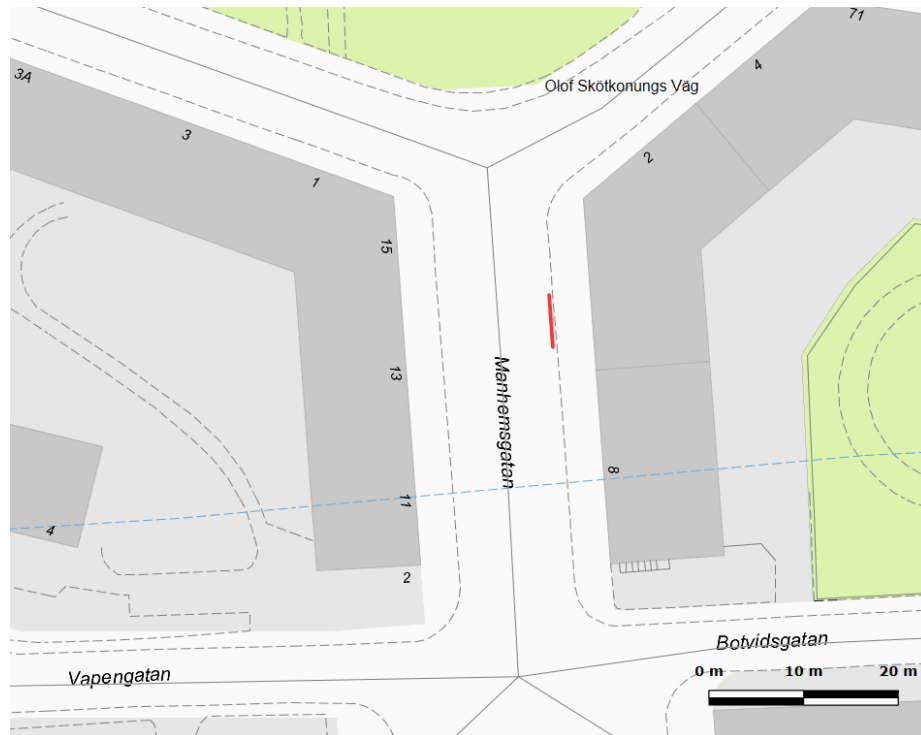 71
3A
4
Olof Skötkonungs Väg
3
2
1
15
13
Manhemsgatan
8
11
4
2
Botvidsgatan
Vapengatan
0 m 10 m 20 m